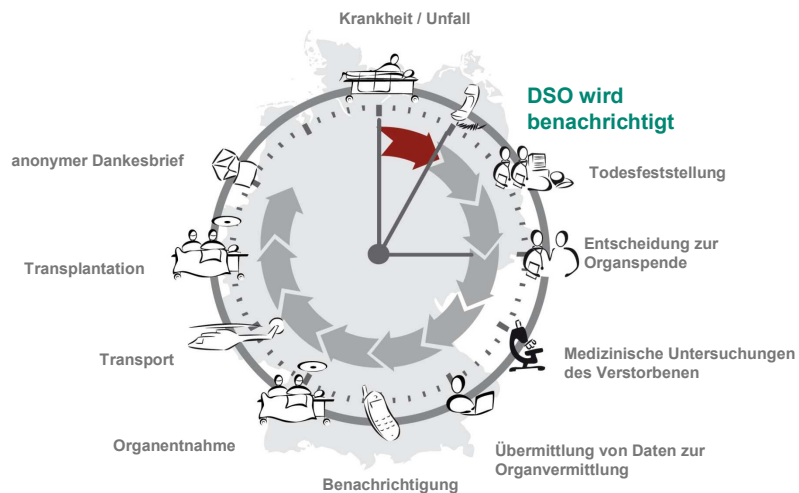 Krankheit / Unfall
DSO wird
benachrichtigt
Todesfeststellung
Entscheidung zur
Organspende
Medizinische Untersuchungen
des Verstorbenen
Übermittlung von Daten zur
Organvermittlung
Benachrichtigung
Organentnahme
Transport
Transplantation
anonymer Dankesbrief